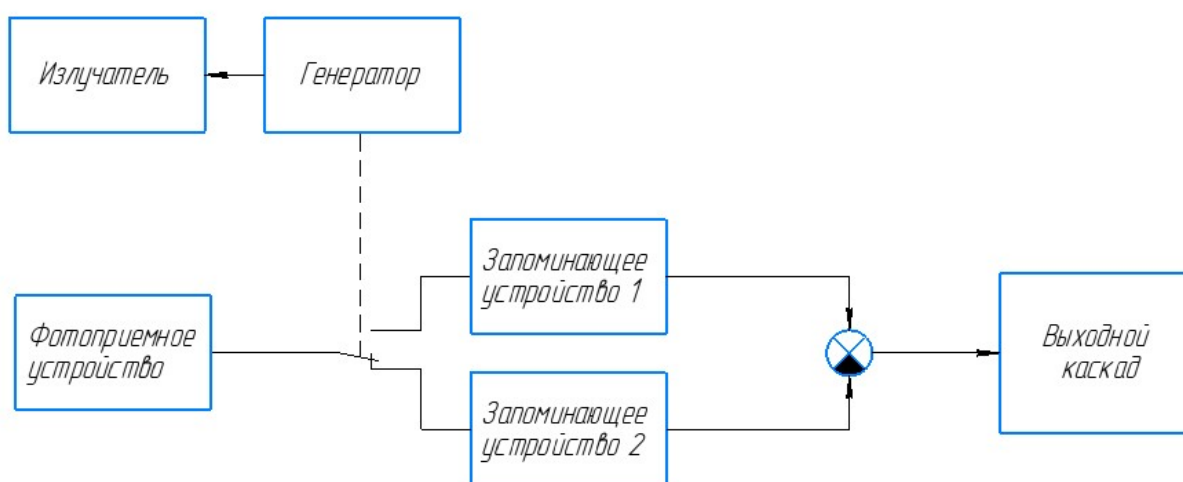 Излучатель
Генератор
Запоминающее
устройство 1
Фотоприемное
устройство
Выходной
каскад
Запоминающее
устройство 2